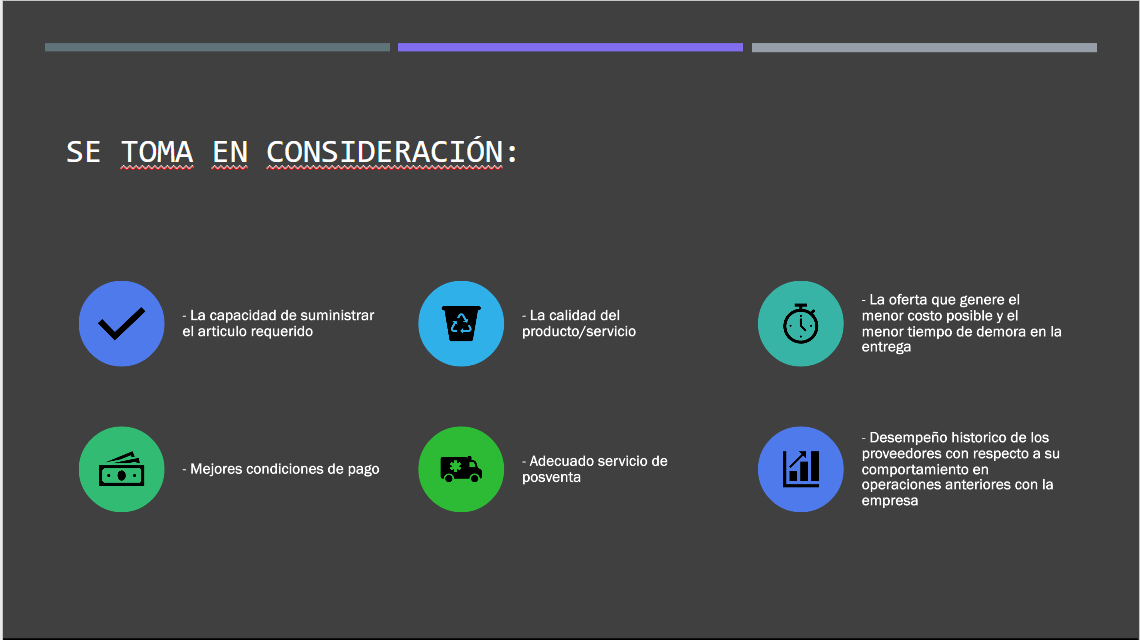 SE TOMA EN CONSIDERACIÓN:
- La capacidad de suministrar
el articulo requerido
- La calidad del
producto/servicio
- La oferta que genere el
menor costo posible y el
menor tiempo de demora en la
entrega
- Mejores condiciones de pago
- Adecuado servicio de
posventa
- Desempeño historico de los
proveedores con respecto a su
comportamiento en
operaciones anteriores con la
empresa